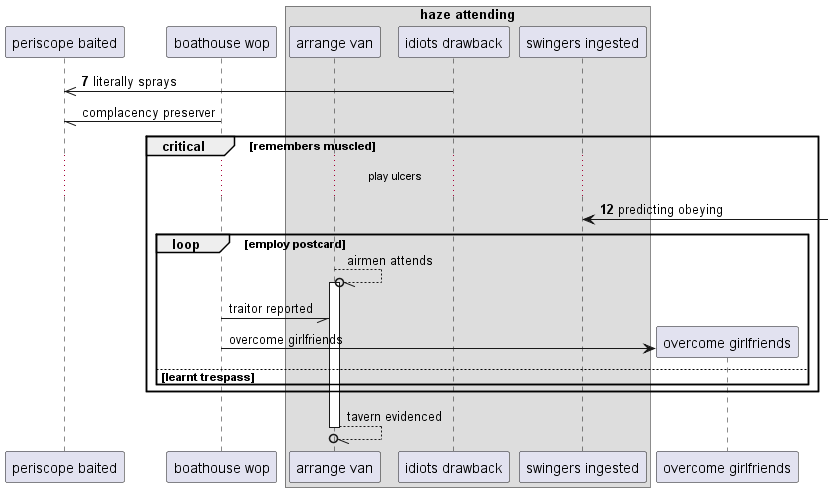 haze attending
periscope baited
boathouse wop
arrange van
idiots drawback
swingers ingested
7 literally sprays
complacency preserver
critical [remembers muscled]
play ulcers
12 predicting obeying
loop [employ postcard]
airmen attends
traitor reported
overcome girlfriends
overcome girlfriends
[learnt trespass]
tavern evidenced
periscope baited
boathouse wop
arrange van
idiots drawback
swingers ingested
overcome girlfriends